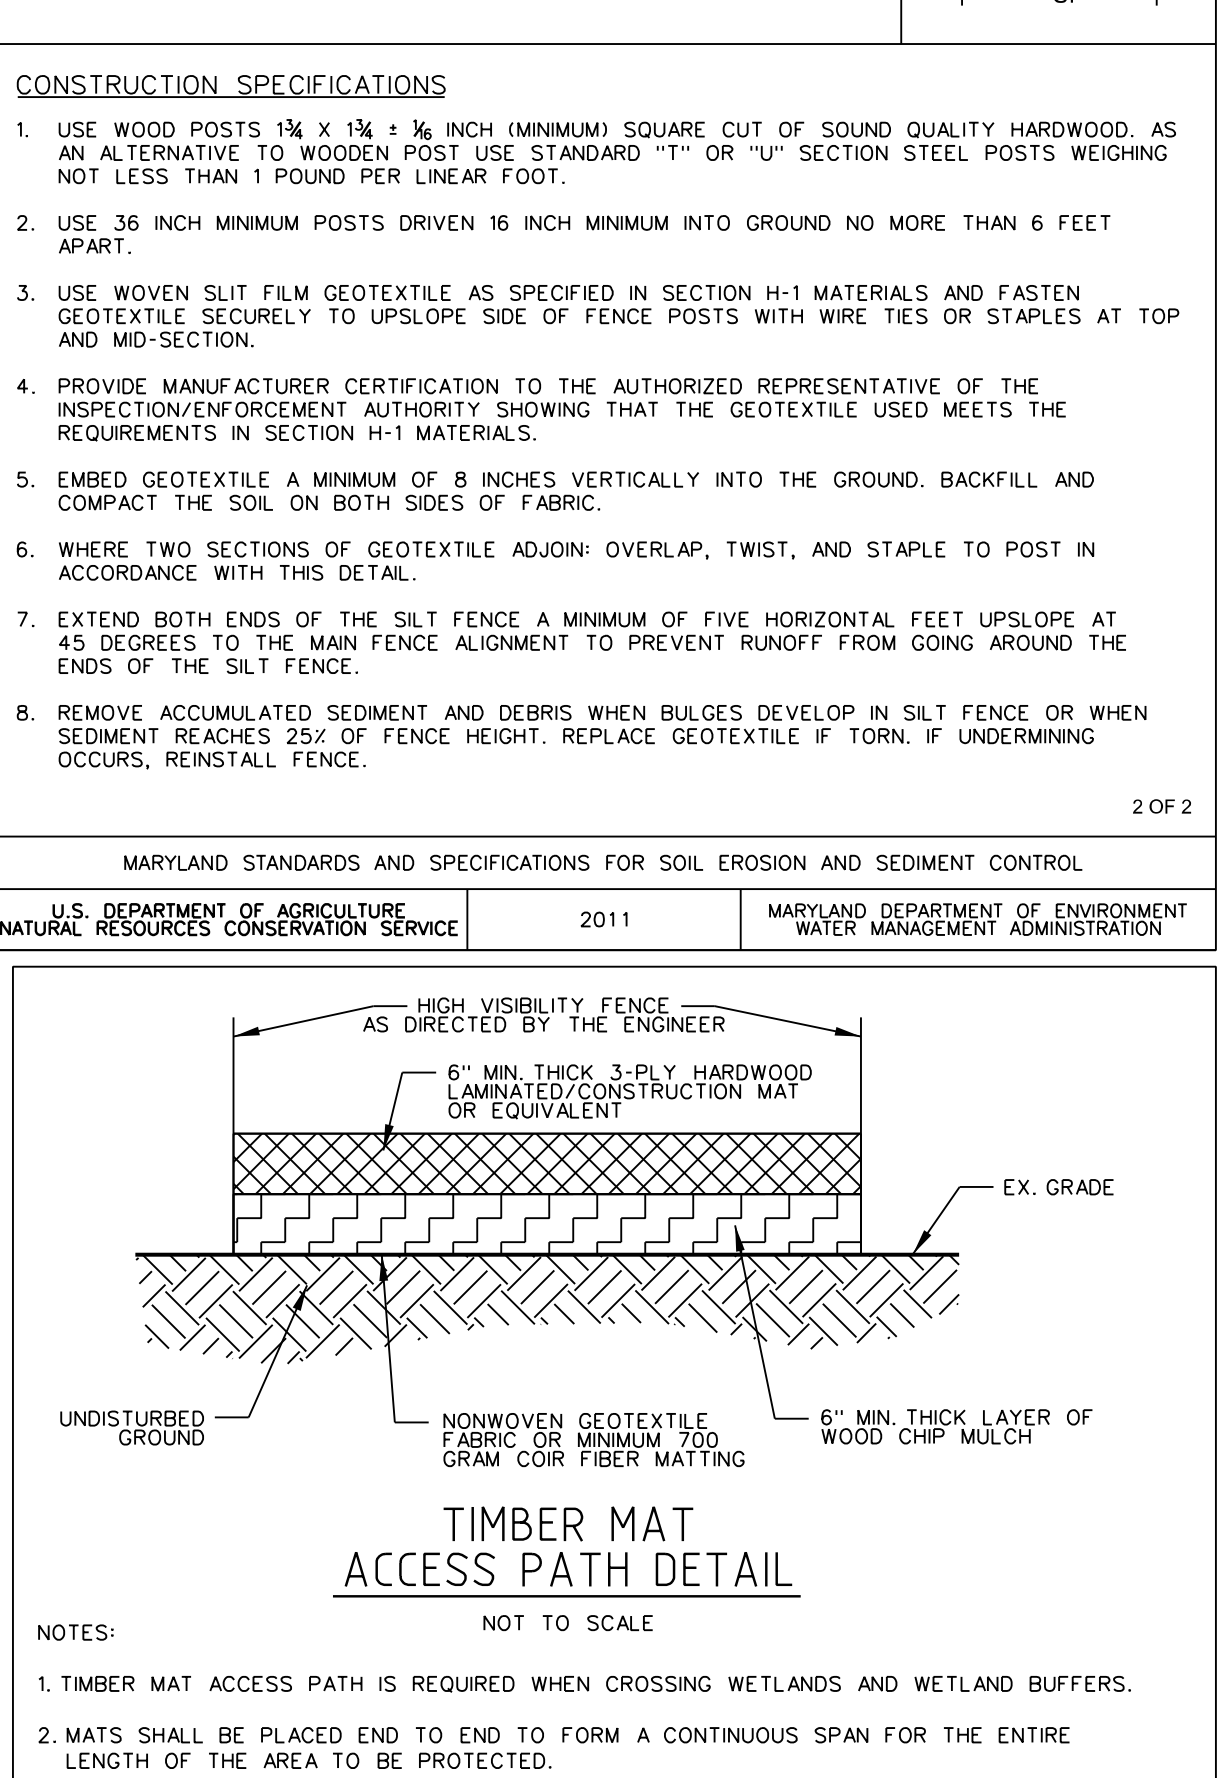 CONSTRUCTION SPECIFICATIONS
1. USE WOOD POSTS 1¾ X 1¾ ± 1/16 INCH (MINIMUM) SQUARE CUT OF SOUND QUALITY HARDWOOD. AS
AN ALTERNATIVE TO WOODEN POST USE STANDARD "T" OR "U" SECTION STEEL POSTS WEIGHING
NOT LESS THAN 1 POUND PER LINEAR FOOT.
2. USE 36 INCH MINIMUM POSTS DRIVEN 16 INCH MINIMUM INTO GROUND NO MORE THAN 6 FEET
APART.
3. USE WOVEN SLIT FILM GEOTEXTILE AS SPECIFIED IN SECTION H-1 MATERIALS AND FASTEN
GEOTEXTILE SECURELY TO UPSLOPE SIDE OF FENCE POSTS WITH WIRE TIES OR STAPLES AT TOP
AND MID-SECTION.
4. PROVIDE MANUFACTURER CERTIFICATION TO THE AUTHORIZED REPRESENTATIVE OF THE
INSPECTION/ENFORCEMENT AUTHORITY SHOWING THAT THE GEOTEXTILE USED MEETS THE
REQUIREMENTS IN SECTION H-1 MATERIALS.
5. EMBED GEOTEXTILE A MINIMUM OF 8 INCHES VERTICALLY INTO THE GROUND. BACKFILL AND
COMPACT THE SOIL ON BOTH SIDES OF FABRIC.
6. WHERE TWO SECTIONS OF GEOTEXTILE ADJOIN: OVERLAP, TWIST, AND STAPLE TO POST IN
ACCORDANCE WITH THIS DETAIL.
7. EXTEND BOTH ENDS OF THE SILT FENCE A MINIMUM OF FIVE HORIZONTAL FEET UPSLOPE AT
45 DEGREES TO THE MAIN FENCE ALIGNMENT TO PREVENT RUNOFF FROM GOING AROUND THE
ENDS OF THE SILT FENCE.
8. REMOVE ACCUMULATED SEDIMENT AND DEBRIS WHEN BULGES DEVELOP IN SILT FENCE OR WHEN
SEDIMENT REACHES 25% OF FENCE HEIGHT. REPLACE GEOTEXTILE IF TORN. IF UNDERMINING
OCCURS, REINSTALL FENCE.
2 OF 2
MARYLAND STANDARDS AND SPECIFICATIONS FOR SOIL EROSION AND SEDIMENT CONTROL
U.S. DEPARTMENT OF AGRICULTURE
NATURAL RESOURCES CONSERVATION SERVICE
2011
MARYLAND DEPARTMENT OF ENVIRONMENT
WATER MANAGEMENT ADMINISTRATION
HIGH VISIBILITY FENCE
AS DIRECTED BY THE ENGINEER
6" MIN. THICK 3-PLY HARDWOOD
LAMINATED/CONSTRUCTION MAT
OR EQUIVALENT
EX. GRADE
UNDISTURBED
GROUND
NONWOVEN GEOTEXTILE
FABRIC OR MINIMUM 700
GRAM COIR FIBER MATTING
6" MIN. THICK LAYER OF
WOOD CHIP MULCH
TIMBER MAT
ACCESS PATH DETAIL
NOT TO SCALE
NOTES:
1. TIMBER MAT ACCESS PATH IS REQUIRED WHEN CROSSING WETLANDS AND WETLAND BUFFERS.
2. MATS SHALL BE PLACED END TO END TO FORM A CONTINUOUS SPAN FOR THE ENTIRE
LENGTH OF THE AREA TO BE PROTECTED.